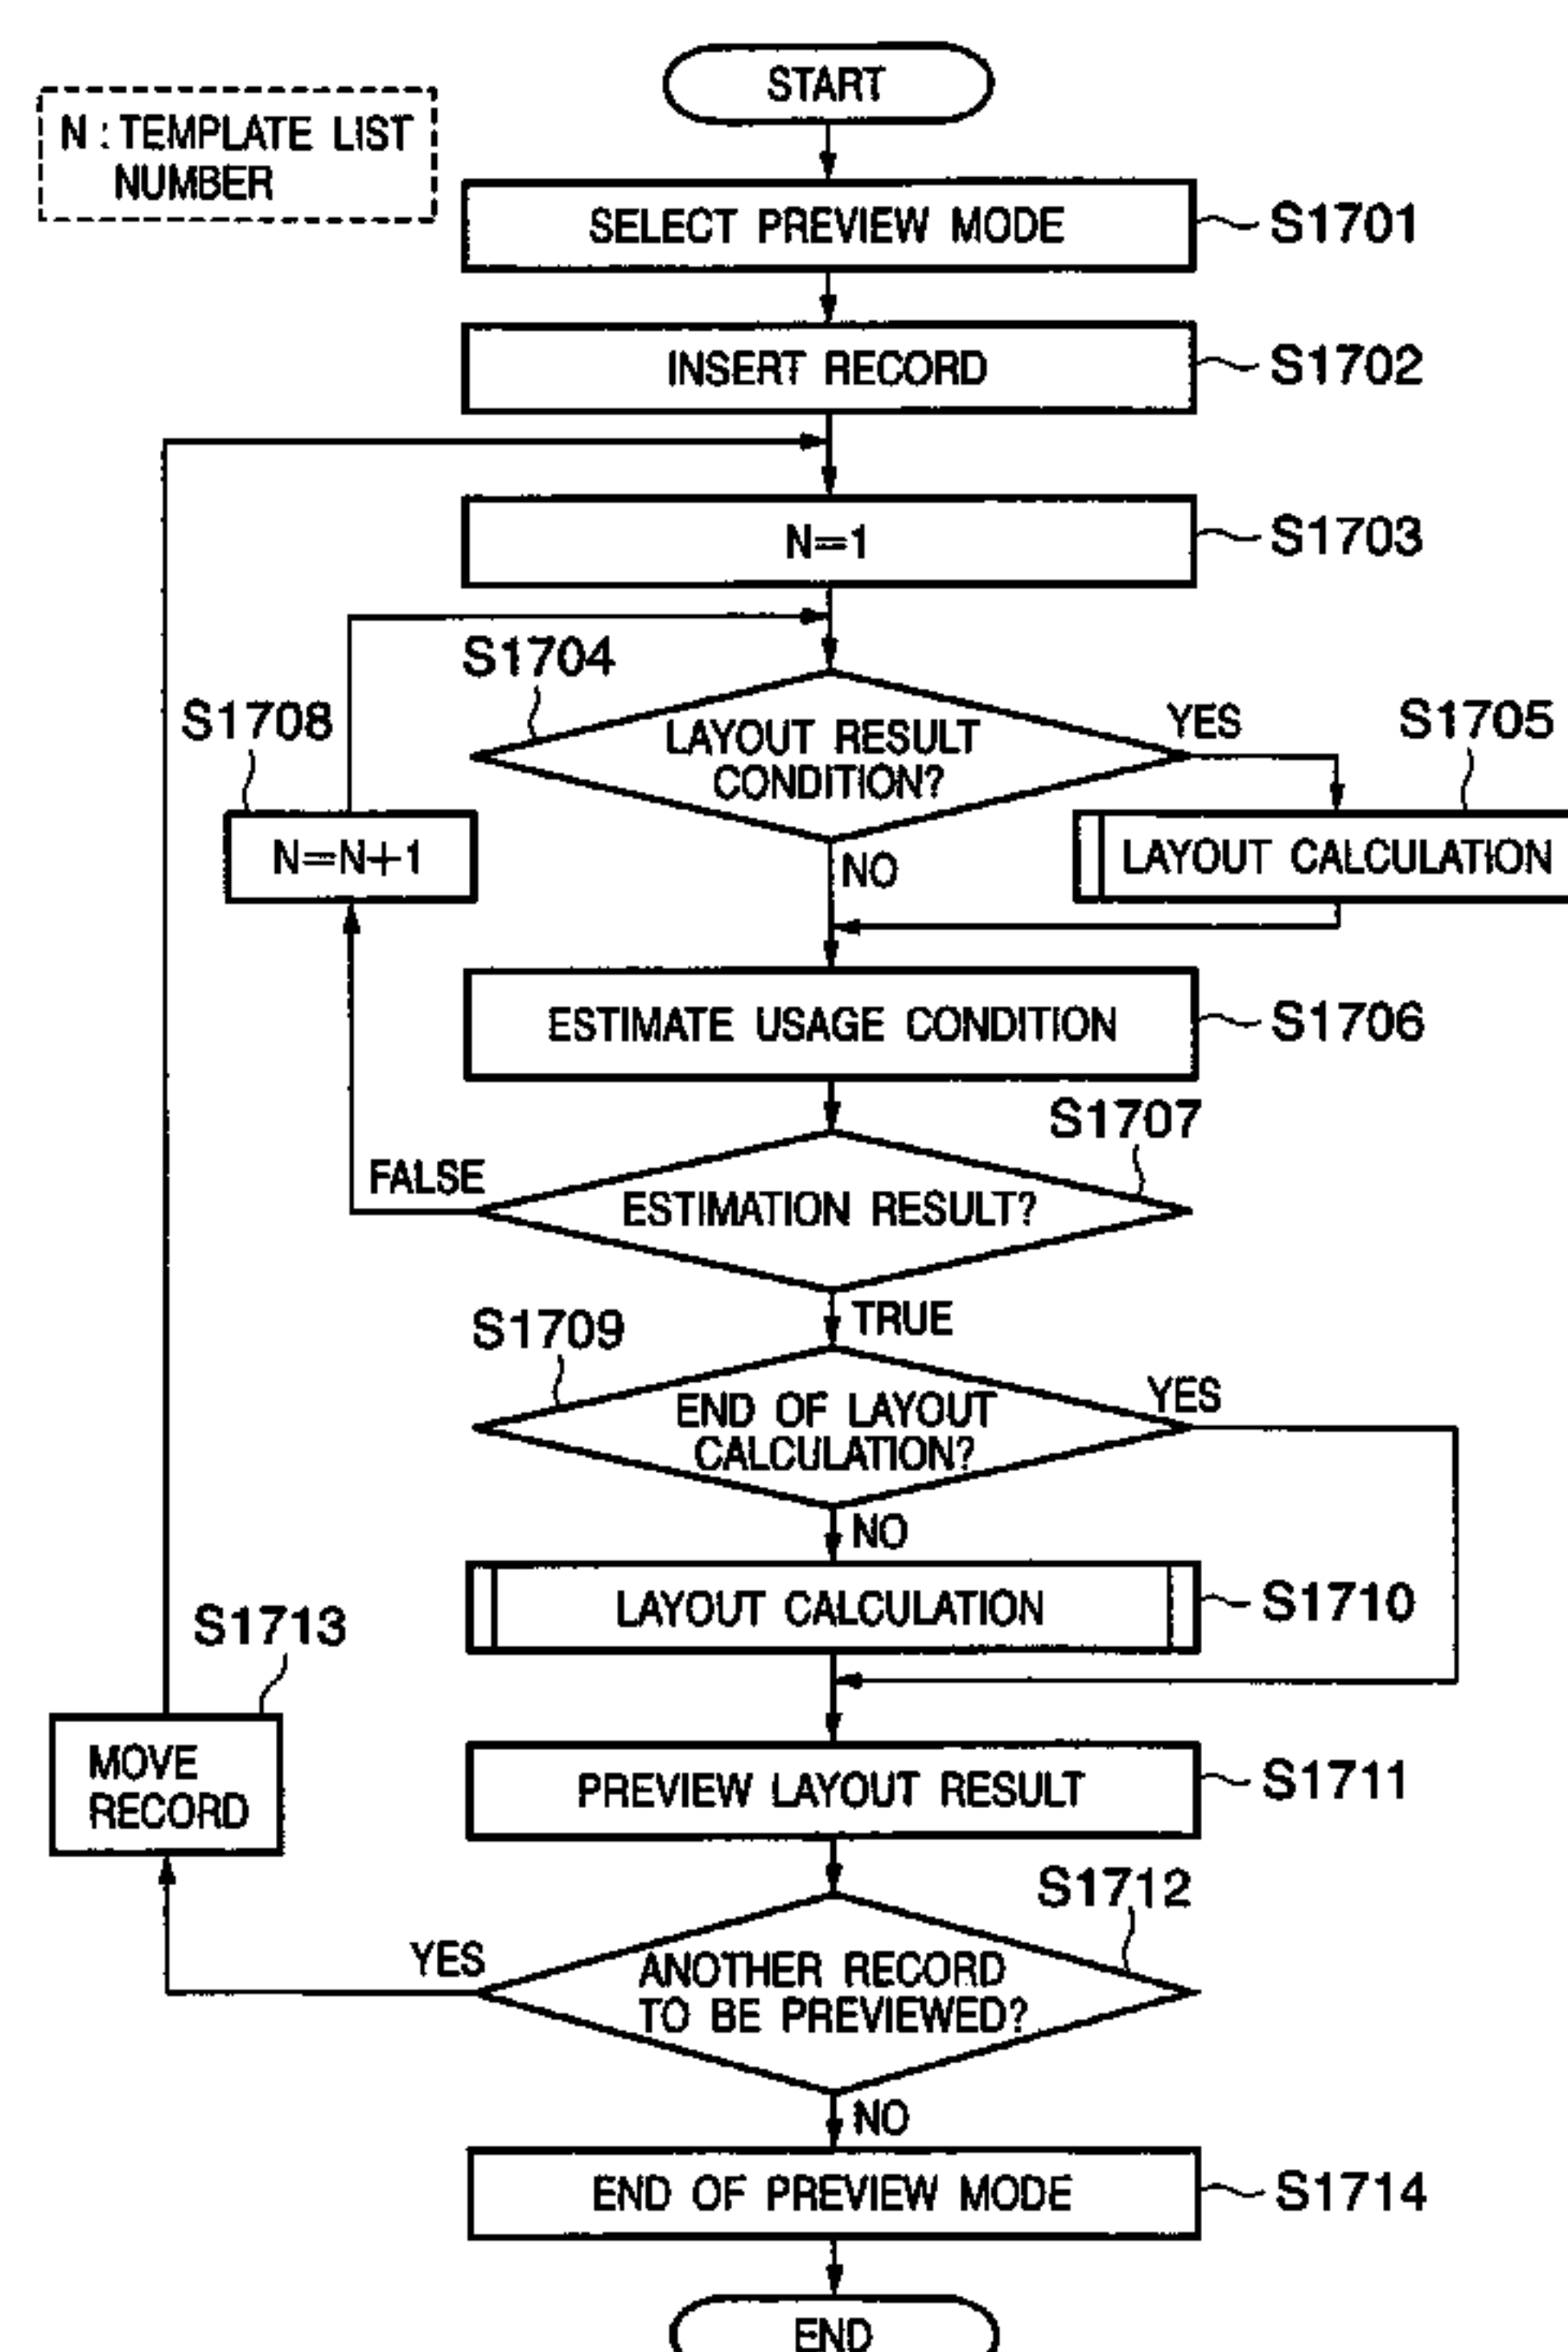 START
N : TEMPLATE LIST
NUMBER
SELECT PREVIEW MODE
S1701
INSERT RECORD
S1702
N=1
S1703
S1704
LAYOUT RESULT
CONDITION?
YES
S1705
S1708
N=N+1
NO
LAYOUT CALCULATION
ESTIMATE USAGE CONDITION
S1706
S1707
FALSE
ESTIMATION RESULT?
TRUE
S1709
END OF LAYOUT
CALCULATION?
YES
NO
LAYOUT CALCULATION
S1710
S1713
MOVE
RECORD
PREVIEW LAYOUT RESULT
S1711
S1712
YES
ANOTHER RECORD
TO BE PREVIEWED?
NO
END OF PREVIEW MODE
S1714
END